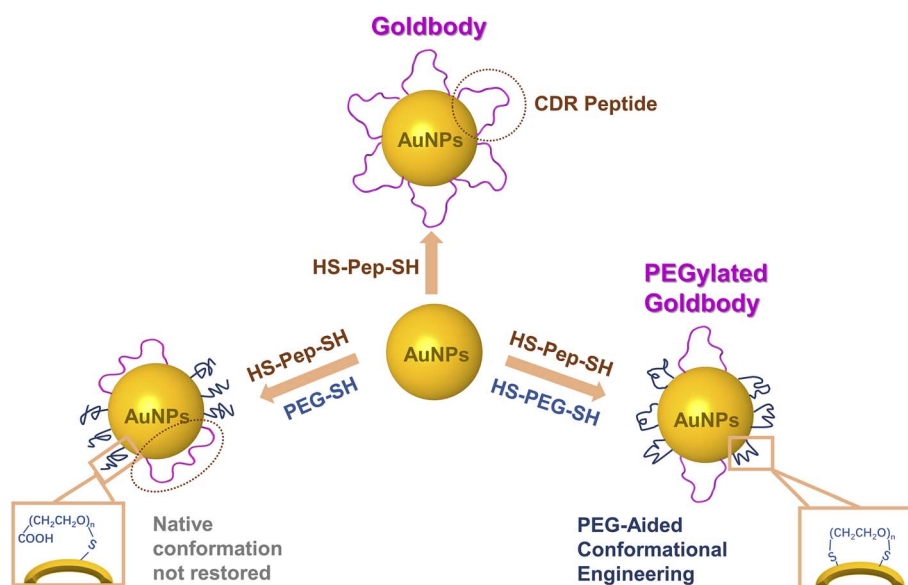 Goldbody
CDR Peptide
AuNPs
HS-Pep-SH
PEGylated
Goldbody
AuNPs
HS-Pep-SH
PEG-SH
HS-Pep-SH
HS-PEG-SH
AuNPs
AuNPs
(CH₂CH₂O)ₙ
COOH
S
Native
conformation
not restored
PEG-Aided
Conformational
Engineering
(CH₂CH₂O)ₙ
S S